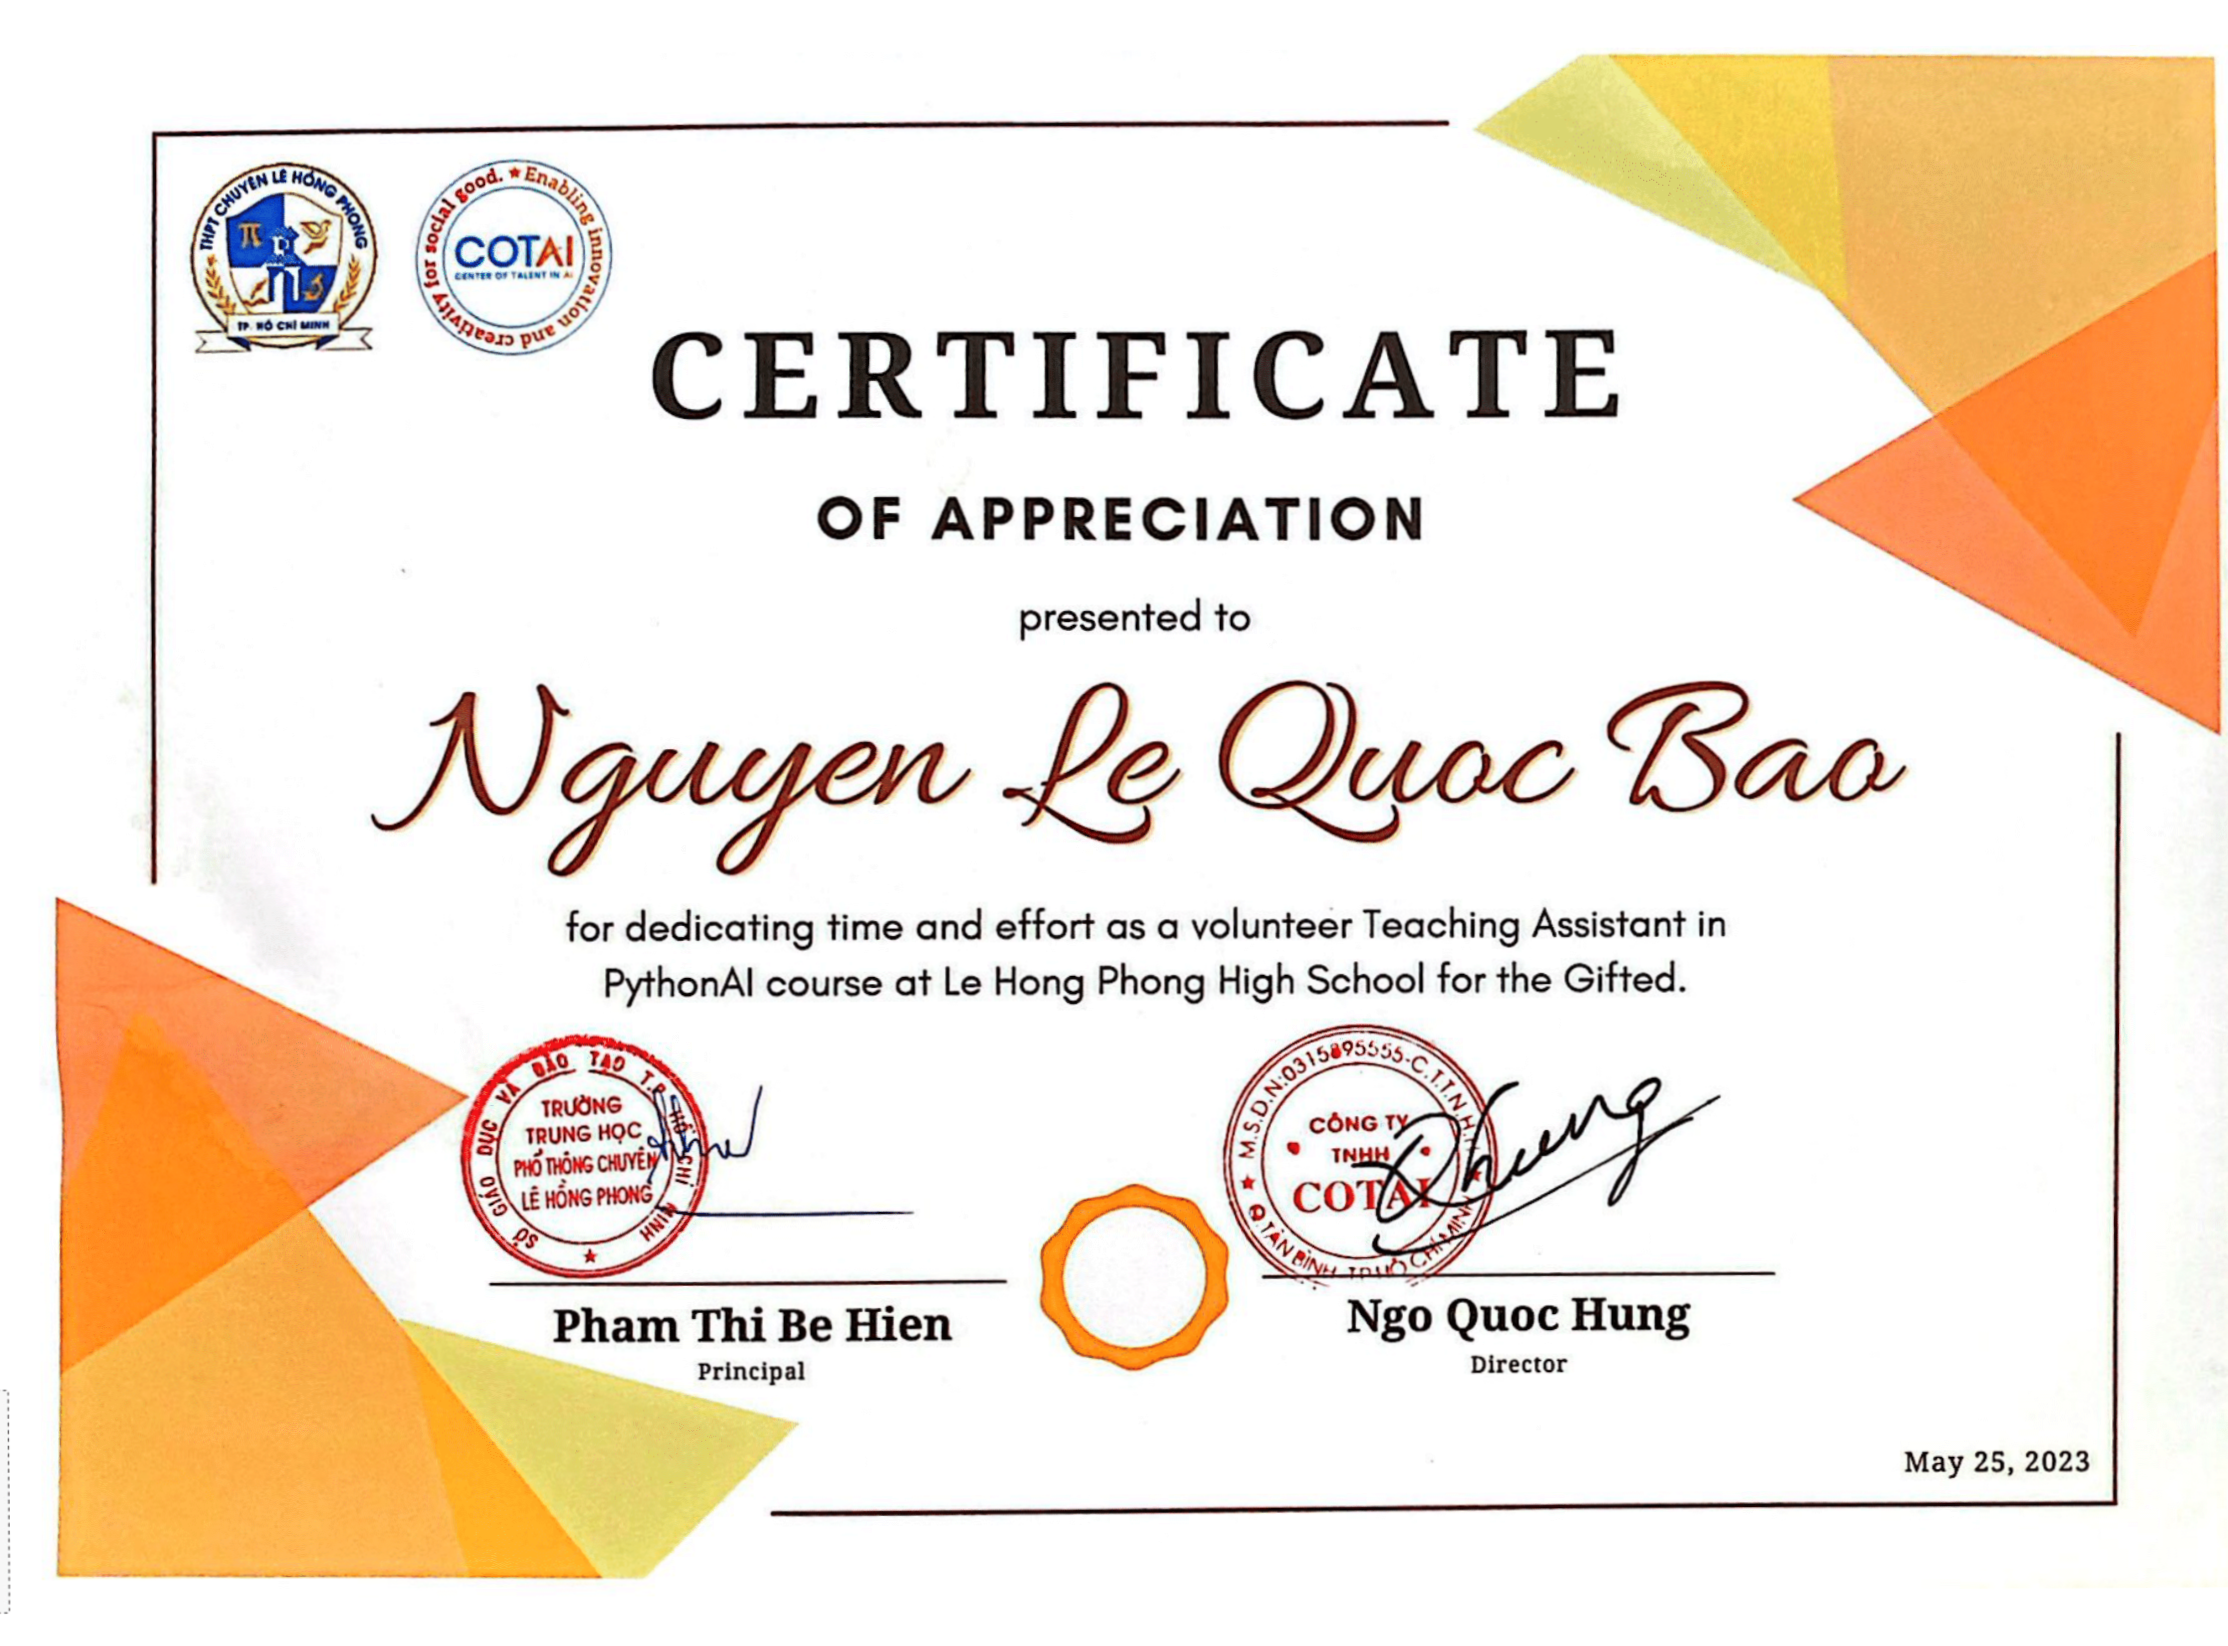 THPT CHUYÊN LÊ HỒNG PHONG
TP. HỒ CHÍ MINH
Enabling innovation and creativity for social good.
COTAI
CENTER OF TALENT IN AI
CERTIFICATE
OF APPRECIATION
presented to
Nguyen Le Quoc Bao
for dedicating time and effort as a volunteer Teaching Assistant in
PythonAI course at Le Hong Phong High School for the Gifted.
SỞ GIÁO DỤC VÀ ĐÀO TẠO T.P HỒ CHÍ MINH
TRƯỜNG
TRUNG HỌC
PHỔ THÔNG CHUYÊN
LÊ HỒNG PHONG
M.S.D.N:0315895555-C.T.T.N.H.H
CÔNG TY
TNHH
COTAI
Q.TÂN BÌNH-TP.HỒ CHÍ MINH
Pham Thi Be Hien
Principal
Ngo Quoc Hung
Director
May 25, 2023